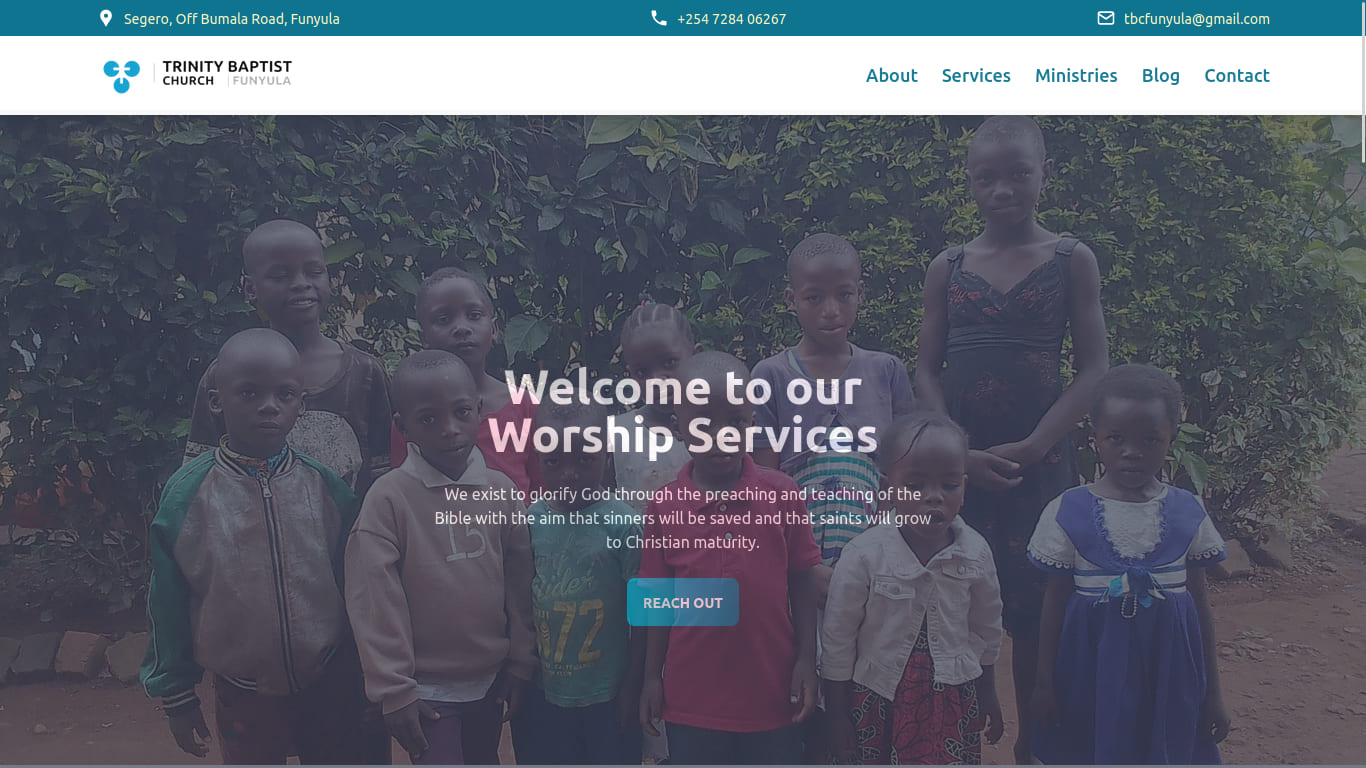 Segero, Off Bumala Road, Funyula
+254 7284 06267
tbcfunyula@gmail.com
TRINITY BAPTIST
CHURCH | FUNYULA
About
Services
Ministries
Blog
Contact
Welcome to our
Worship Services
We exist to glorify God through the preaching and teaching of the
Bible with the aim that sinners will be saved and that saints will grow
to Christian maturity.
REACH OUT
15
72